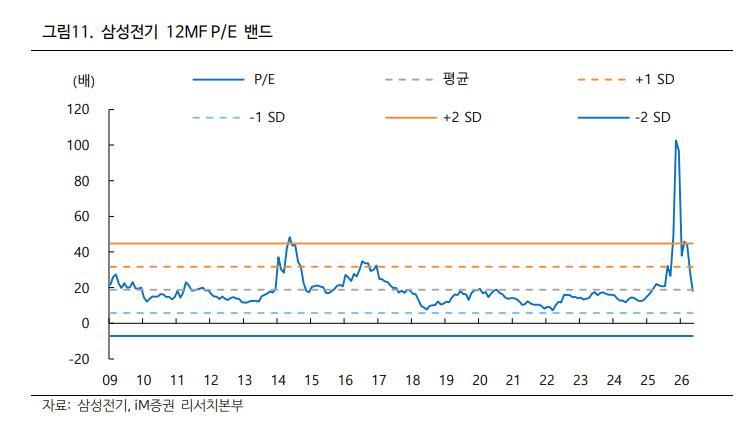 그림11. 삼성전기 12MF P/E 밴드
(배)
P/E
평균
+1 SD
-1 SD
+2 SD
-2 SD
120
100
80
60
40
20
0
-20
09 10 11 12 13 14 15 16 17 18 19 20 21 22 23 24 25 26
자료: 삼성전기, iM증권 리서치본부